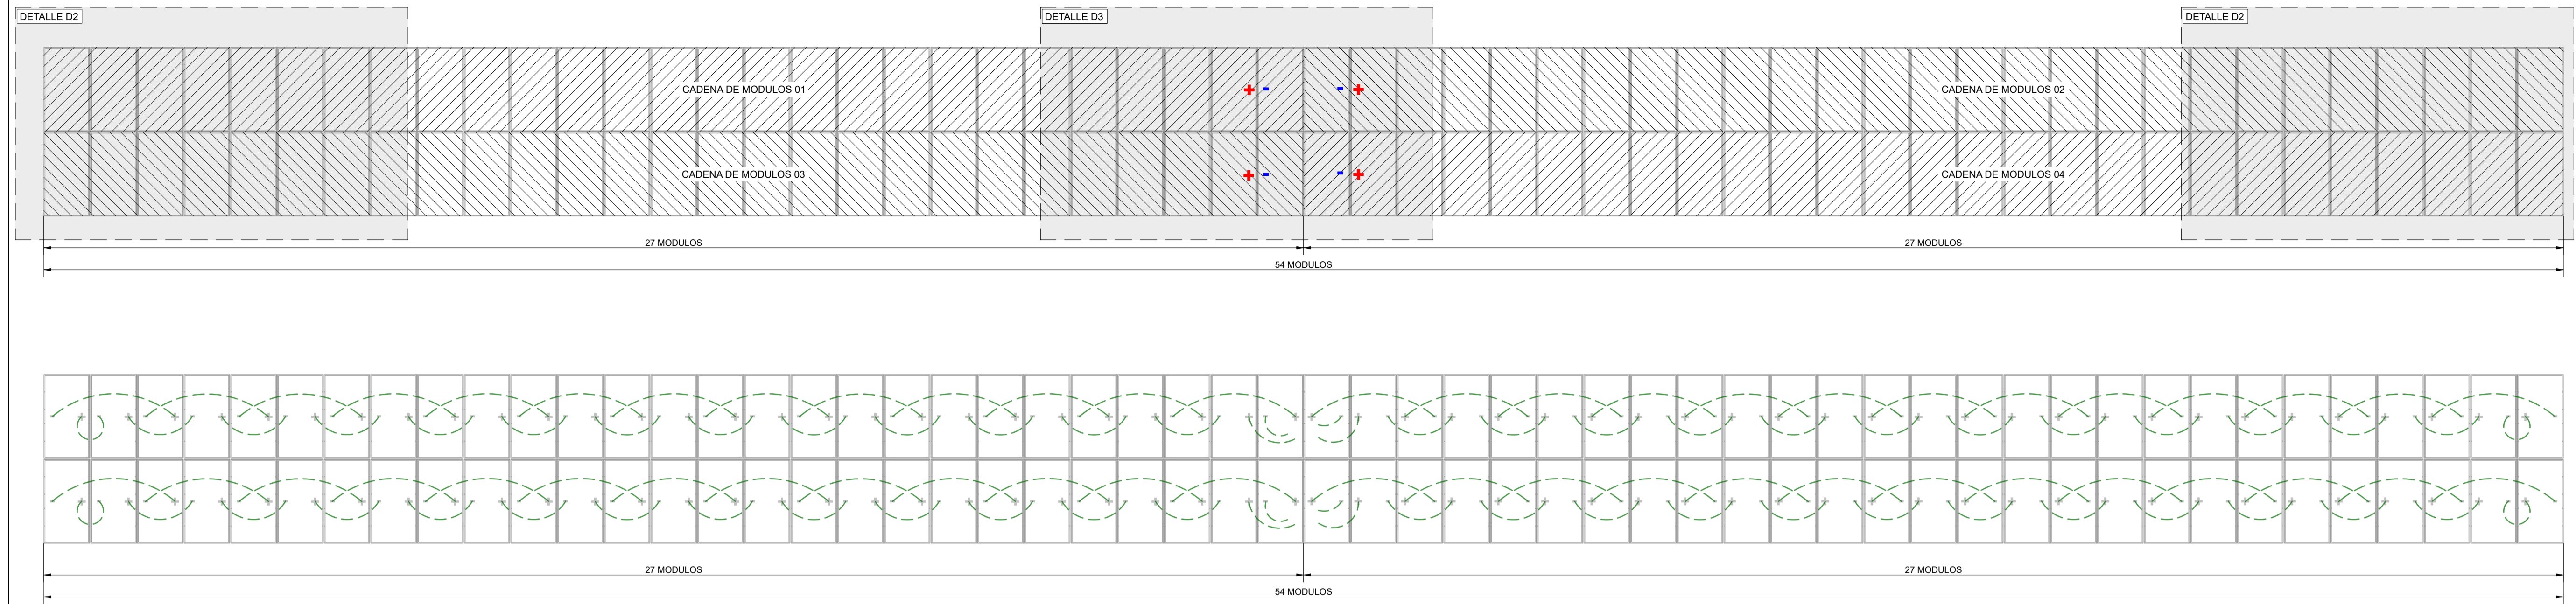 DETALLE D2
DETALLE D3
DETALLE D2
CADENA DE MODULOS 01
+ -
- +
CADENA DE MODULOS 02
CADENA DE MODULOS 03
+ -
- +
CADENA DE MODULOS 04
27 MODULOS
27 MODULOS
54 MODULOS
27 MODULOS
27 MODULOS
54 MODULOS